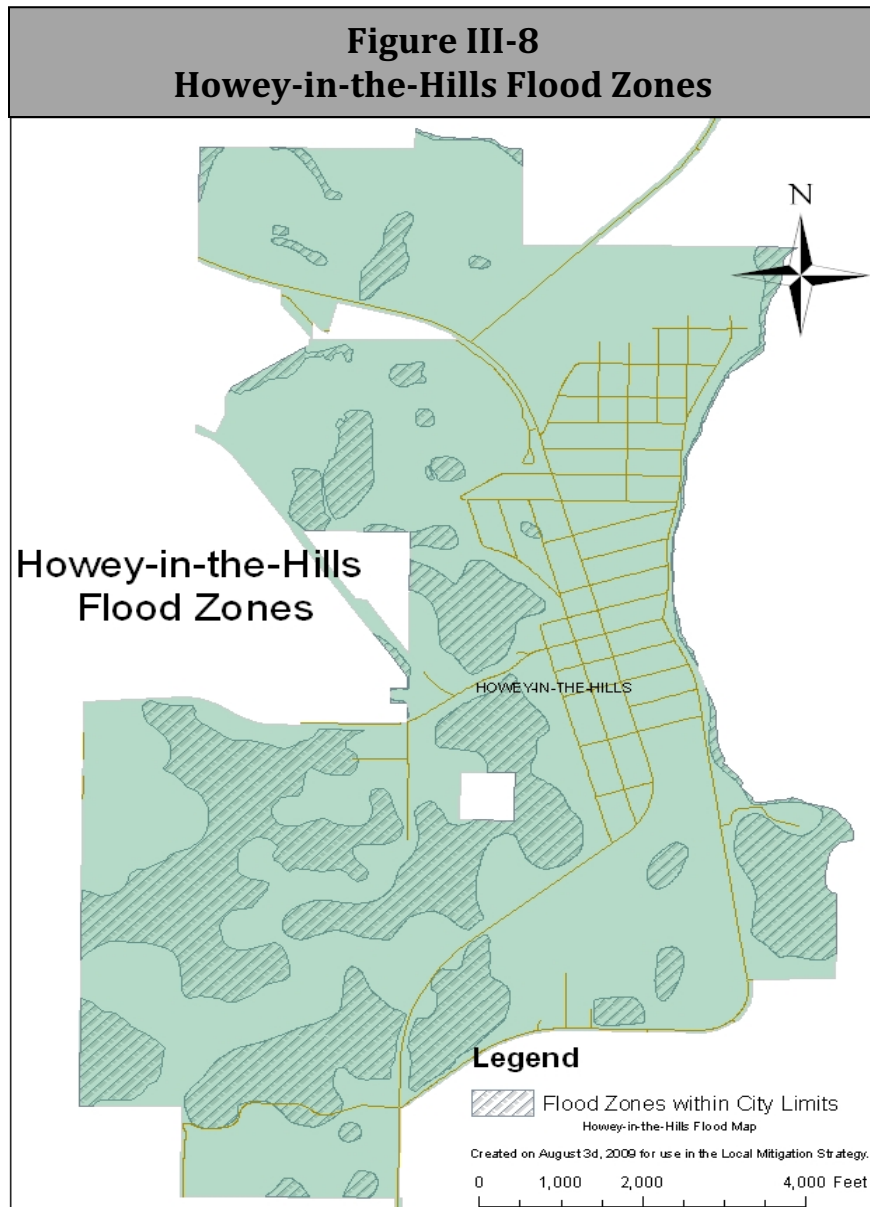 Figure III-8
Howey-in-the-Hills Flood Zones
N
Howey-in-the-Hills
Flood Zones
HOWEY-IN-THE-HILLS
Legend
Flood Zones within City Limits
Howey-in-the-Hills Flood Map
Created on August 3d, 2009 for use in the Local Mitigation Strategy.
0 1,000 2,000 4,000 Feet